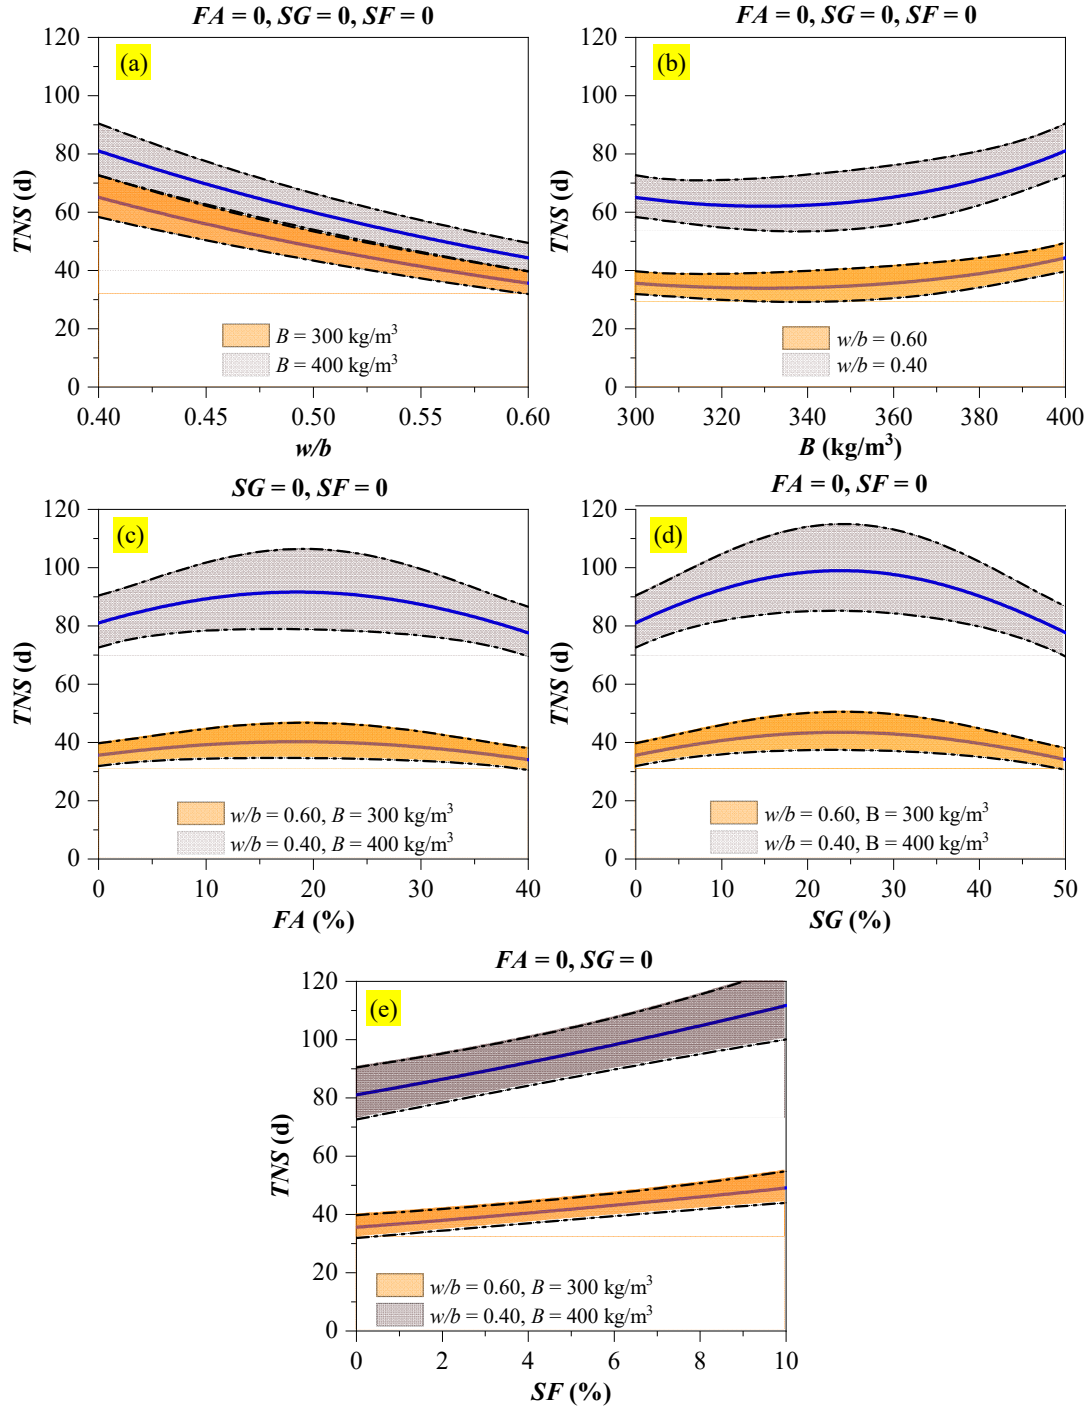 FA = 0, SG = 0, SF = 0
(a)
TNS (d)
120
100
80
60
40
20
0
B = 300 kg/m³
B = 400 kg/m³
0.40 0.45 0.50 0.55 0.60
w/b
FA = 0, SG = 0, SF = 0
(b)
TNS (d)
120
100
80
60
40
20
0
w/b = 0.60
w/b = 0.40
300 320 340 360 380 400
B (kg/m³)
SG = 0, SF = 0
(c)
TNS (d)
120
100
80
60
40
20
0
w/b = 0.60, B = 300 kg/m³
w/b = 0.40, B = 400 kg/m³
0 10 20 30 40
FA (%)
FA = 0, SF = 0
(d)
TNS (d)
120
100
80
60
40
20
0
w/b = 0.60, B = 300 kg/m³
w/b = 0.40, B = 400 kg/m³
0 10 20 30 40 50
SG (%)
FA = 0, SG = 0
(e)
TNS (d)
120
100
80
60
40
20
0
w/b = 0.60, B = 300 kg/m³
w/b = 0.40, B = 400 kg/m³
0 2 4 6 8 10
SF (%)